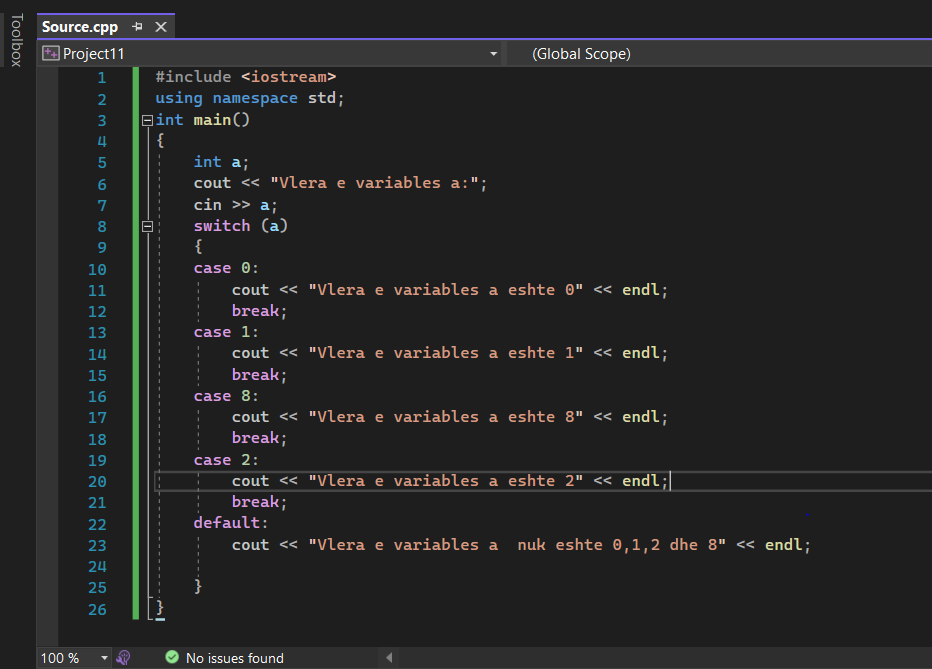 Toolbox
Source.cpp
Project11 (Global Scope)
1 #include <iostream>
2 using namespace std;
3 int main()
4 {
5 int a;
6 cout << "Vlera e variables a:";
7 cin >> a;
8 switch (a)
9 {
10 case 0:
11 cout << "Vlera e variables a eshte 0" << endl;
12 break;
13 case 1:
14 cout << "Vlera e variables a eshte 1" << endl;
15 break;
16 case 8:
17 cout << "Vlera e variables a eshte 8" << endl;
18 break;
19 case 2:
20 cout << "Vlera e variables a eshte 2" << endl;
21 break;
22 default:
23 cout << "Vlera e variables a  nuk eshte 0,1,2 dhe 8" << endl;
24
25 }
26 }
100 % No issues found